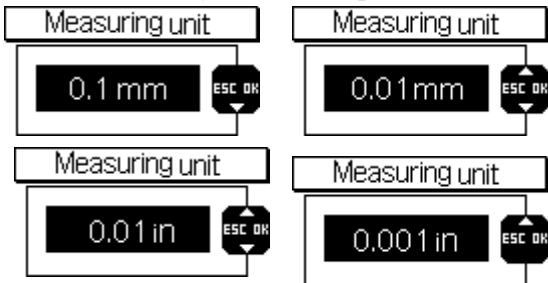 Measuring unit
0.1 mm
ESC OK
Measuring unit
0.01mm
ESC OK
Measuring unit
0.01 in
ESC OK
Measuring unit
0.001 in
ESC OK